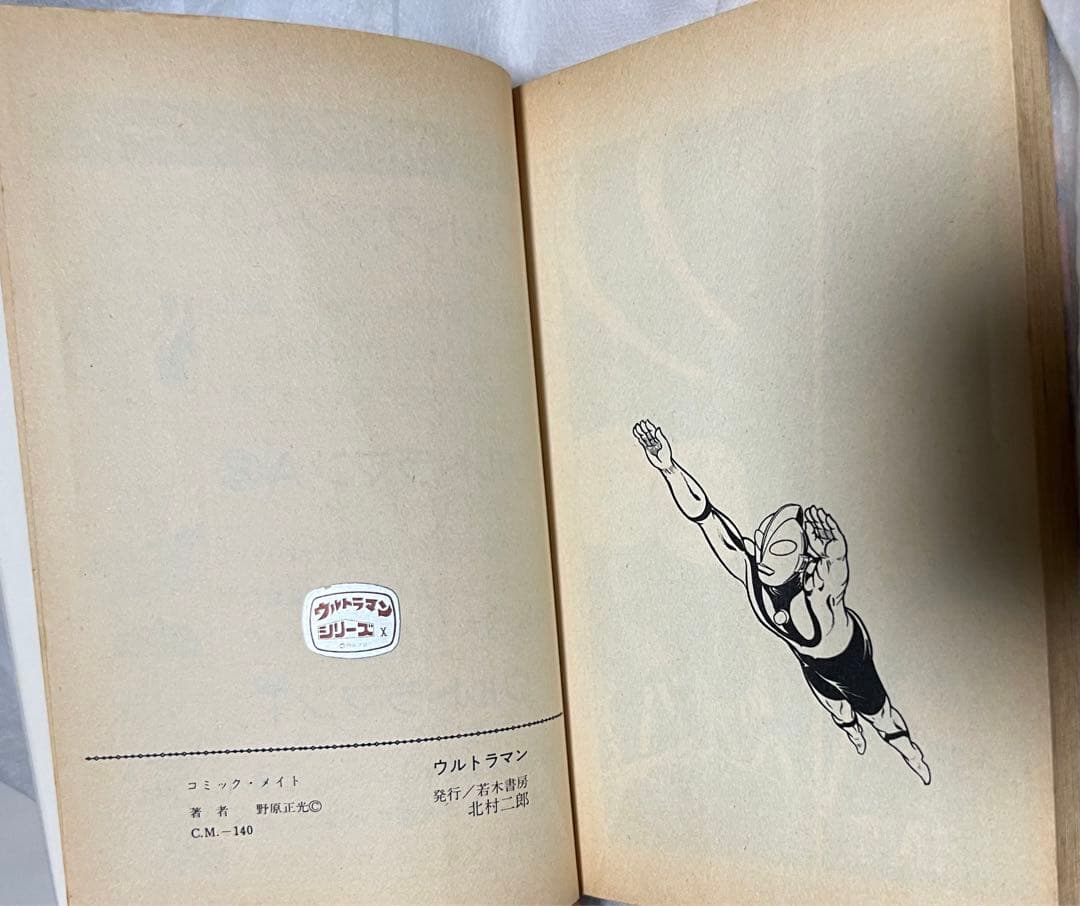 ウルトラマン
シリーズ X
ウルトラマン
発行／若木書房
北村二郎
コミック・メイト
著者 野原正光Ⓒ
C.M.－140